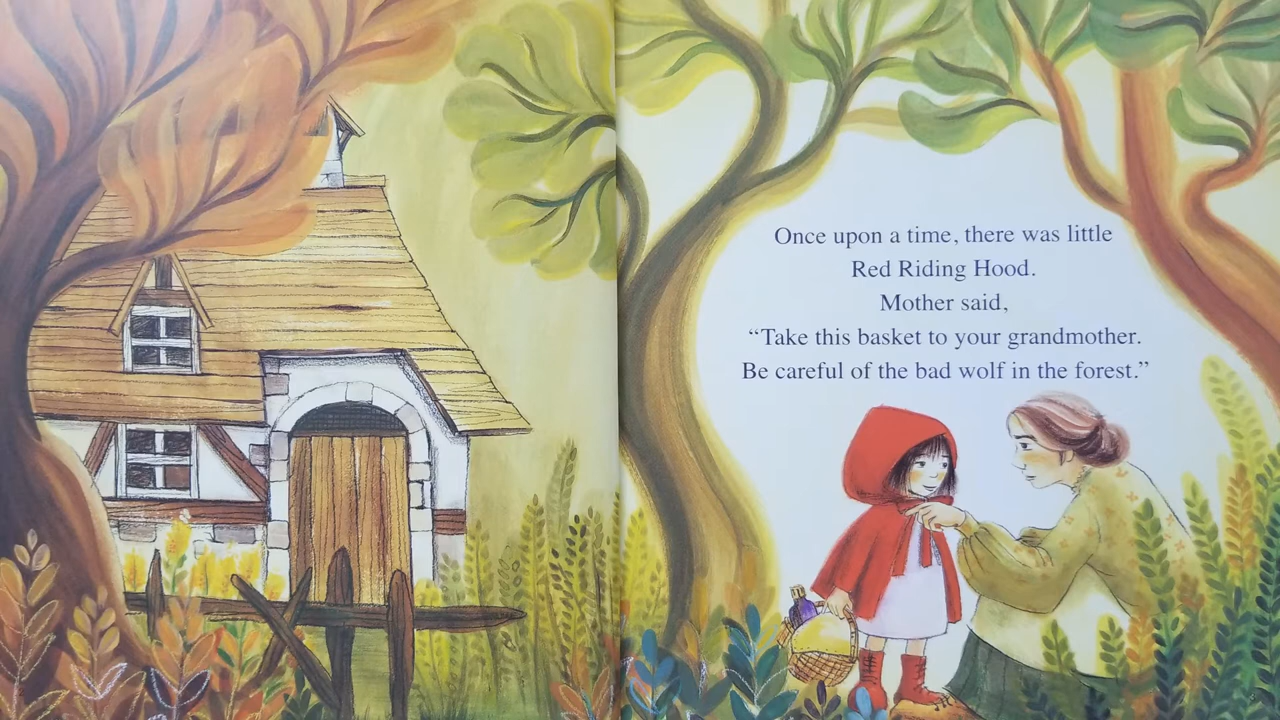 Once upon a time, there was little
Red Riding Hood.
Mother said,
“Take this basket to your grandmother.
Be careful of the bad wolf in the forest.”